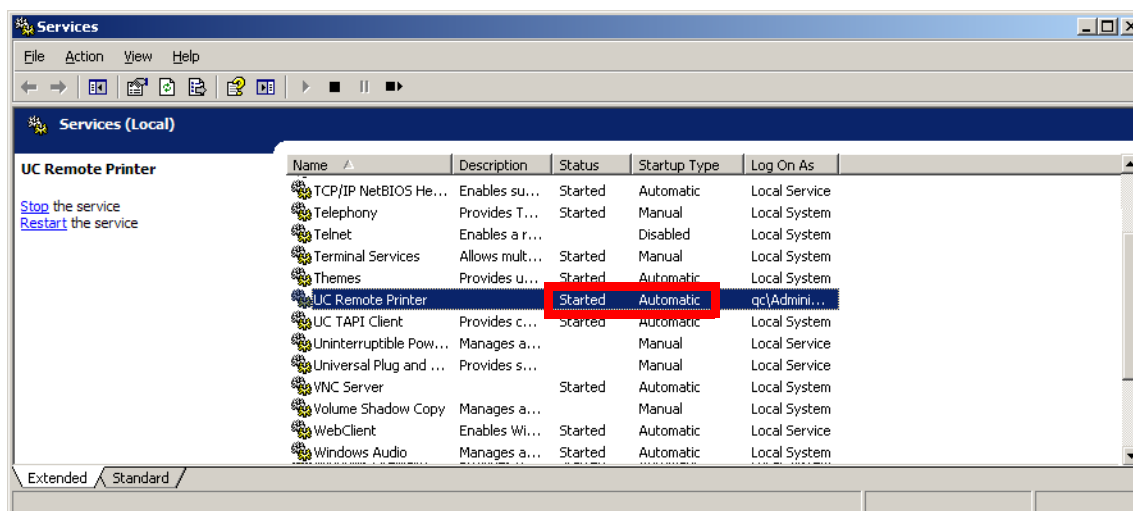 Services
File Action View Help
Services (Local)
UC Remote Printer
Stop the service
Restart the service
Name Description Status Startup Type Log On As
TCP/IP NetBIOS He... Enables su... Started Automatic Local Service
Telephony Provides T... Started Manual Local System
Telnet Enables a r... Disabled Local System
Terminal Services Allows mult... Started Manual Local System
Themes Provides u... Started Automatic Local System
UC Remote Printer Started Automatic qc\Admini...
UC TAPI Client Provides c... Started Automatic Local System
Uninterruptible Pow... Manages a... Manual Local System
Universal Plug and ... Provides s... Manual Local Service
VNC Server Started Automatic Local System
Volume Shadow Copy Manages a... Manual Local System
WebClient Enables Wi... Started Automatic Local Service
Windows Audio Manages a... Started Automatic Local System
Extended Standard